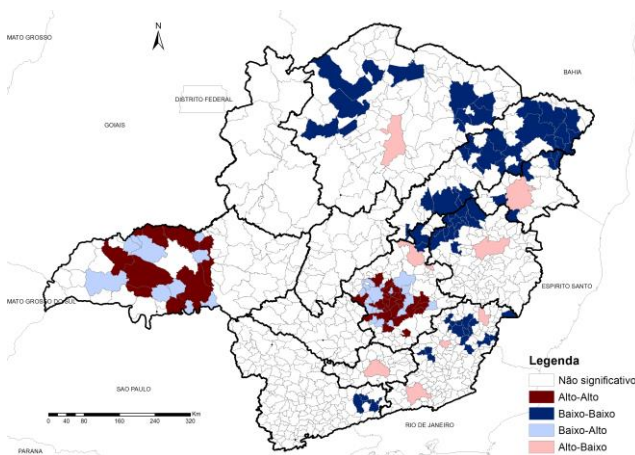 MATO GROSSO
N
BAHIA
DISTRITO FEDERAL
GOIAIS
ESPIRITO SANTO
MATO GROSSO DO SUL
Legenda
Não significativo
Alto-Alto
Baixo-Baixo
Baixo-Alto
Alto-Baixo
SAO PAULO
0 40 80 160 240 320
Km
RIO DE JANEIRO
PARANA